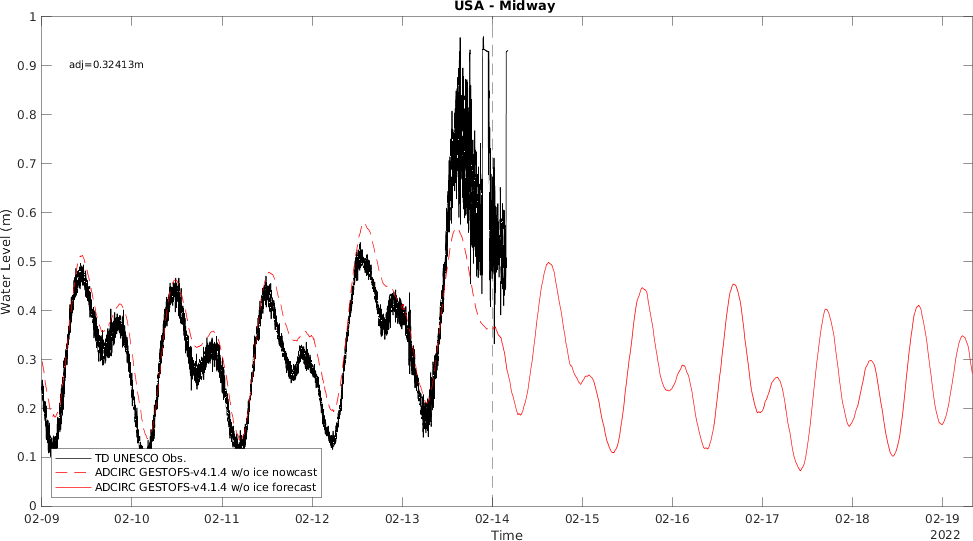 USA - Midway
adj=0.32413m
Water Level (m)
1
0.9
0.8
0.7
0.6
0.5
0.4
0.3
0.2
0.1
0
TD UNESCO Obs.
ADCIRC GESTOFS-v4.1.4 w/o ice nowcast
ADCIRC GESTOFS-v4.1.4 w/o ice forecast
02-09 02-10 02-11 02-12 02-13 02-14 02-15 02-16 02-17 02-18 02-19
Time
2022